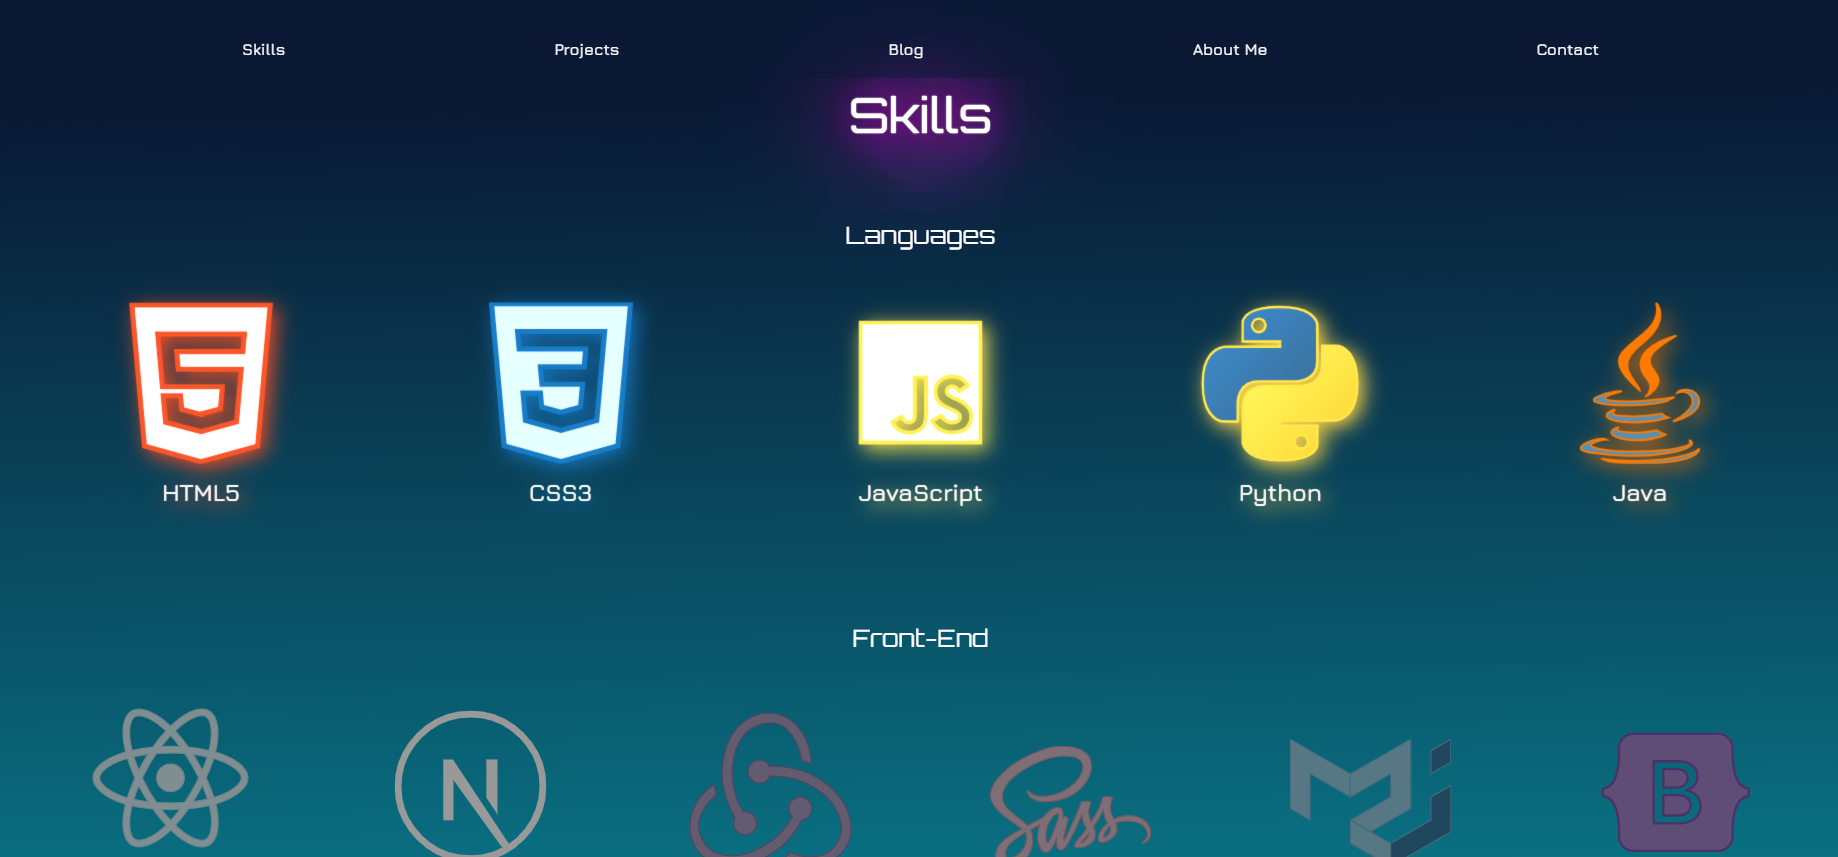 Skills Projects Blog About Me Contact
Skills
Languages
5 3 JS
HTML5 CSS3 JavaScript Python Java
Front-End
N Sass B